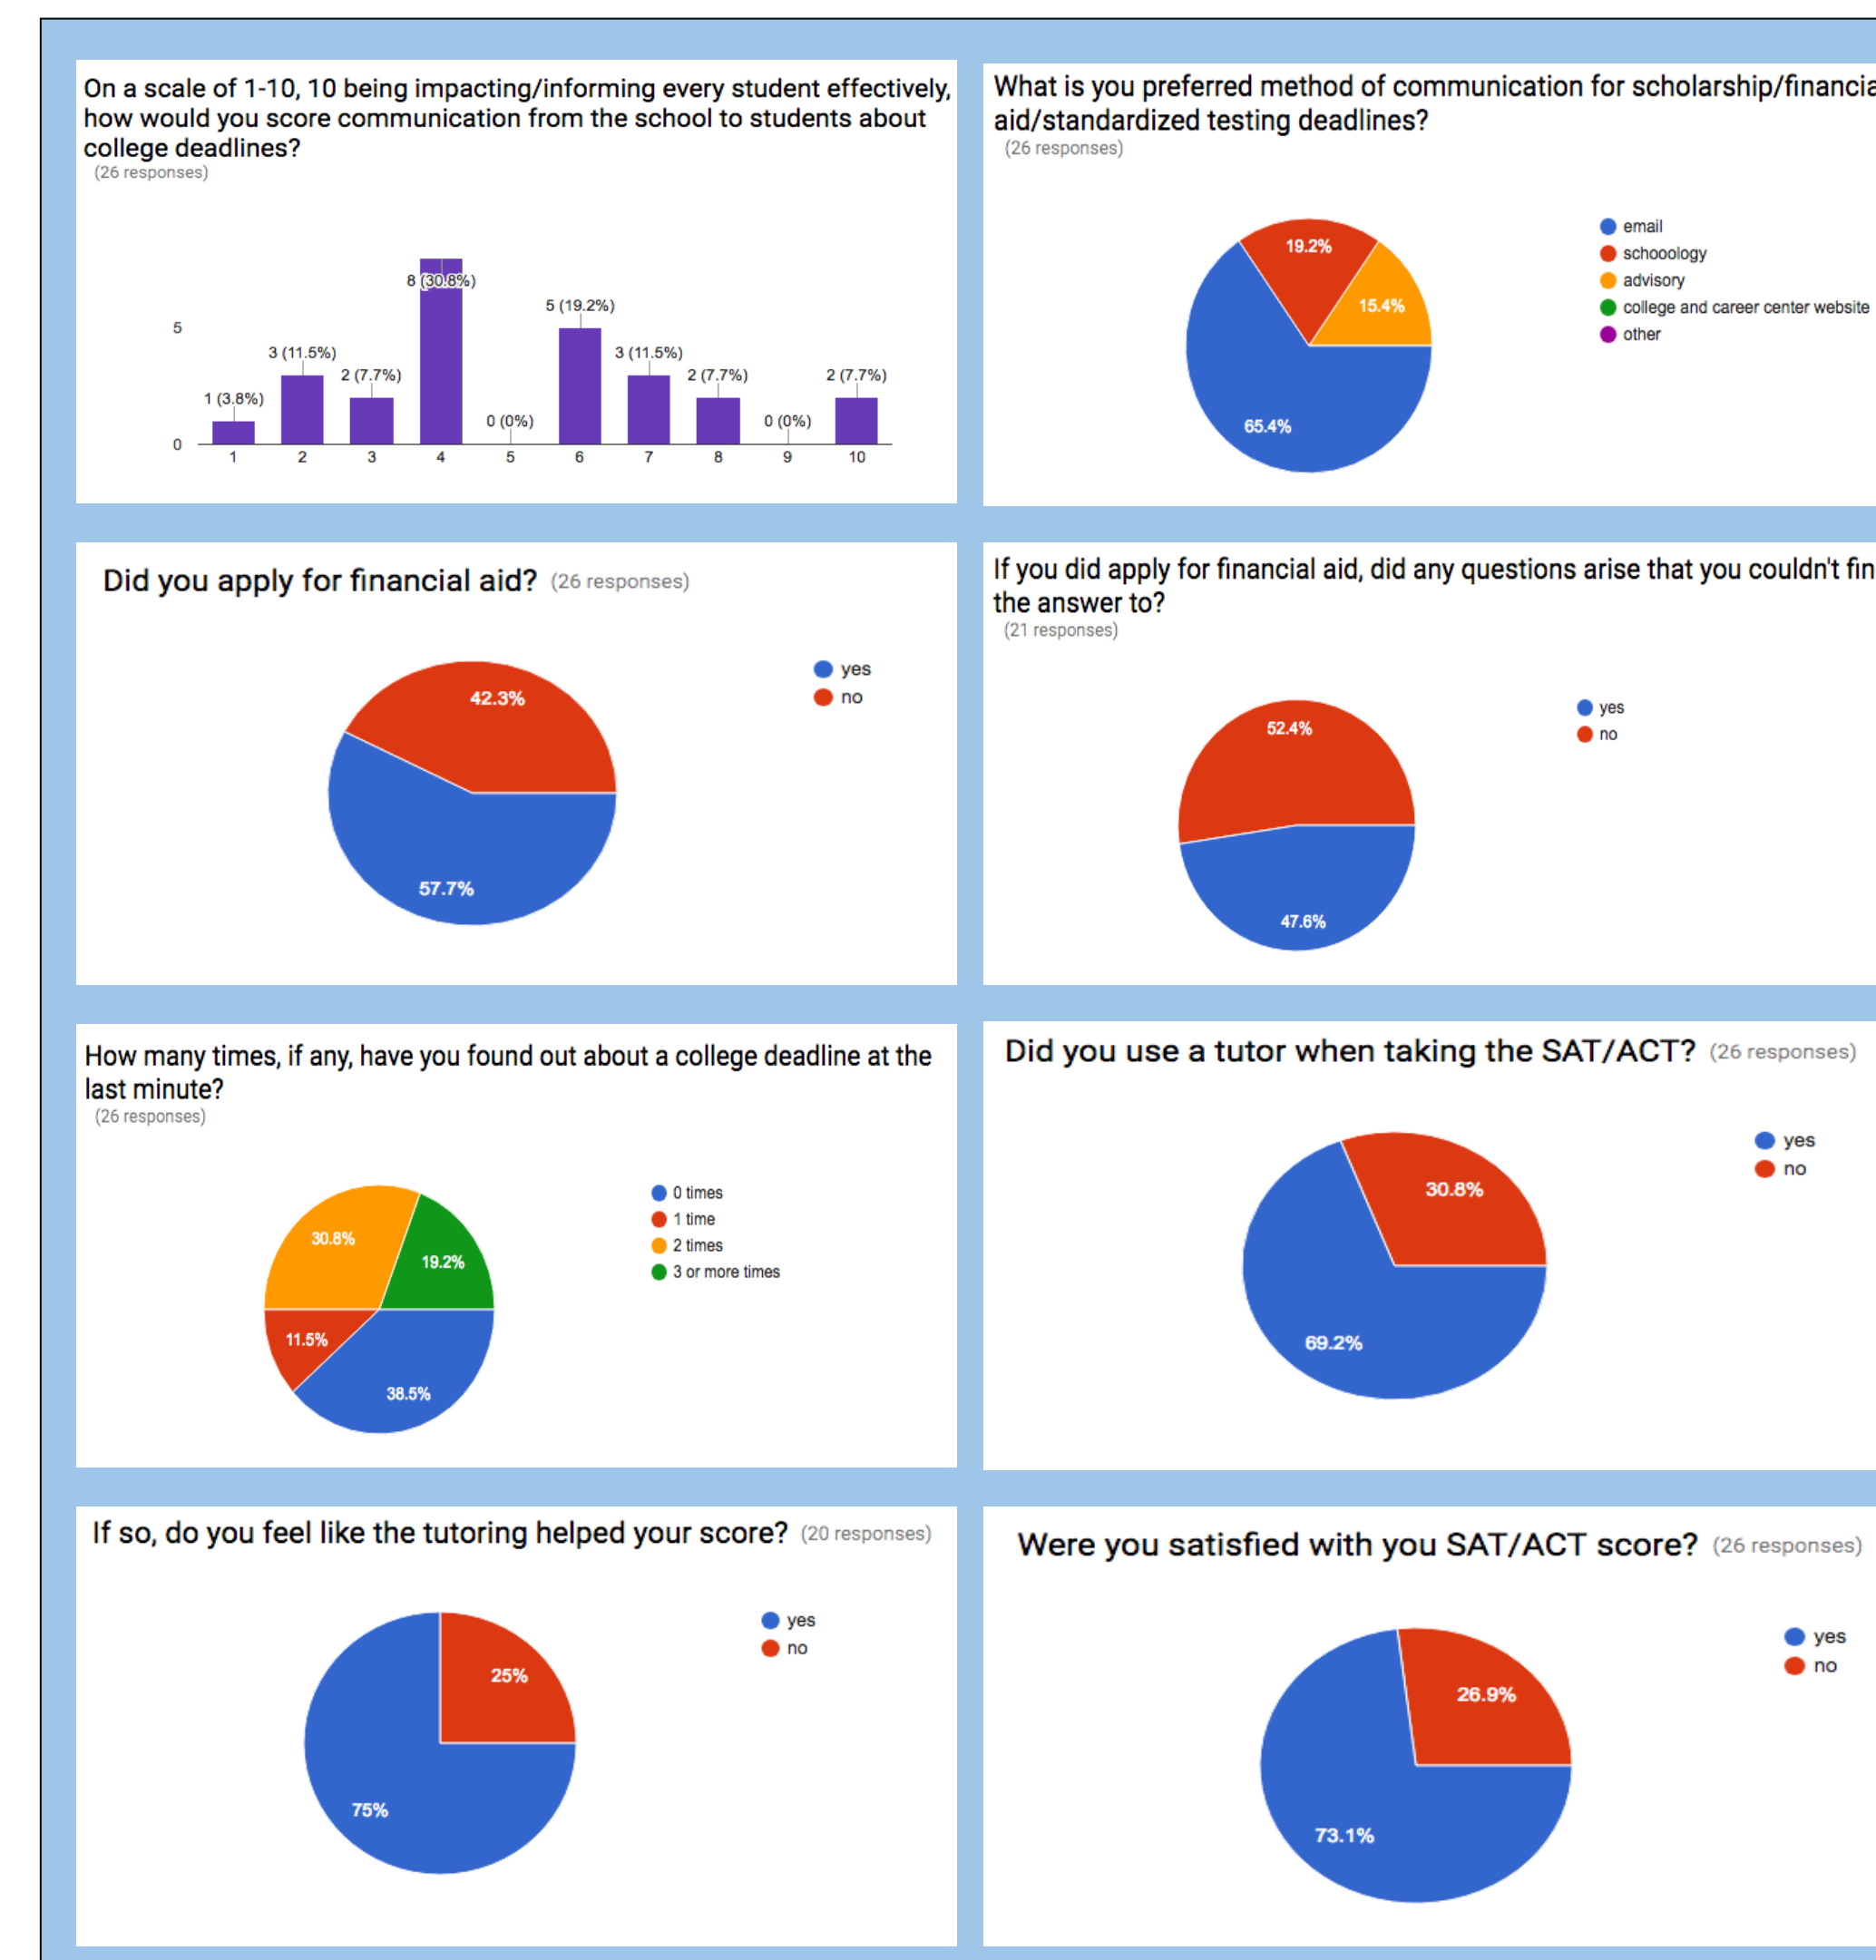 On a scale of 1-10, 10 being impacting/informing every student effectively,
how would you score communication from the school to students about
college deadlines?
(26 responses)
5
0
1 (3.8%)
3 (11.5%)
2 (7.7%)
8 (30.8%)
0 (0%)
5 (19.2%)
3 (11.5%)
2 (7.7%)
0 (0%)
2 (7.7%)
1 2 3 4 5 6 7 8 9 10
What is you preferred method of communication for scholarship/financia
aid/standardized testing deadlines?
(26 responses)
19.2%
15.4%
65.4%
email
schooology
advisory
college and career center website
other
Did you apply for financial aid? (26 responses)
42.3%
57.7%
yes
no
If you did apply for financial aid, did any questions arise that you couldn't fin
the answer to?
(21 responses)
52.4%
47.6%
yes
no
How many times, if any, have you found out about a college deadline at the
last minute?
(26 responses)
30.8%
19.2%
11.5%
38.5%
0 times
1 time
2 times
3 or more times
Did you use a tutor when taking the SAT/ACT? (26 responses)
30.8%
69.2%
yes
no
If so, do you feel like the tutoring helped your score? (20 responses)
25%
75%
yes
no
Were you satisfied with you SAT/ACT score? (26 responses)
26.9%
73.1%
yes
no